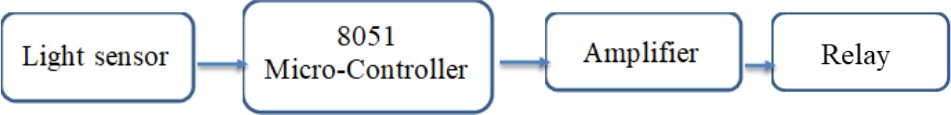 Light sensor
8051
Micro-Controller
Amplifier
Relay